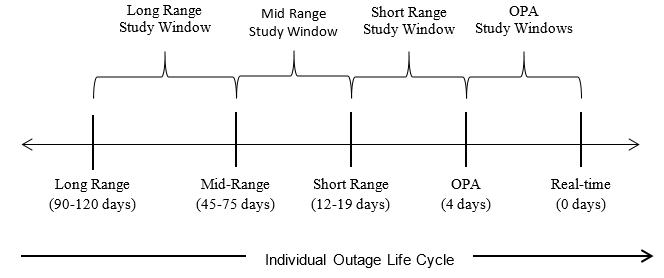 Long Range
Study Window
Mid Range
Study Window
Short Range
Study Window
OPA
Study Windows
Long Range
(90-120 days)
Mid-Range
(45-75 days)
Short Range
(12-19 days)
OPA
(4 days)
Real-time
(0 days)
Individual Outage Life Cycle